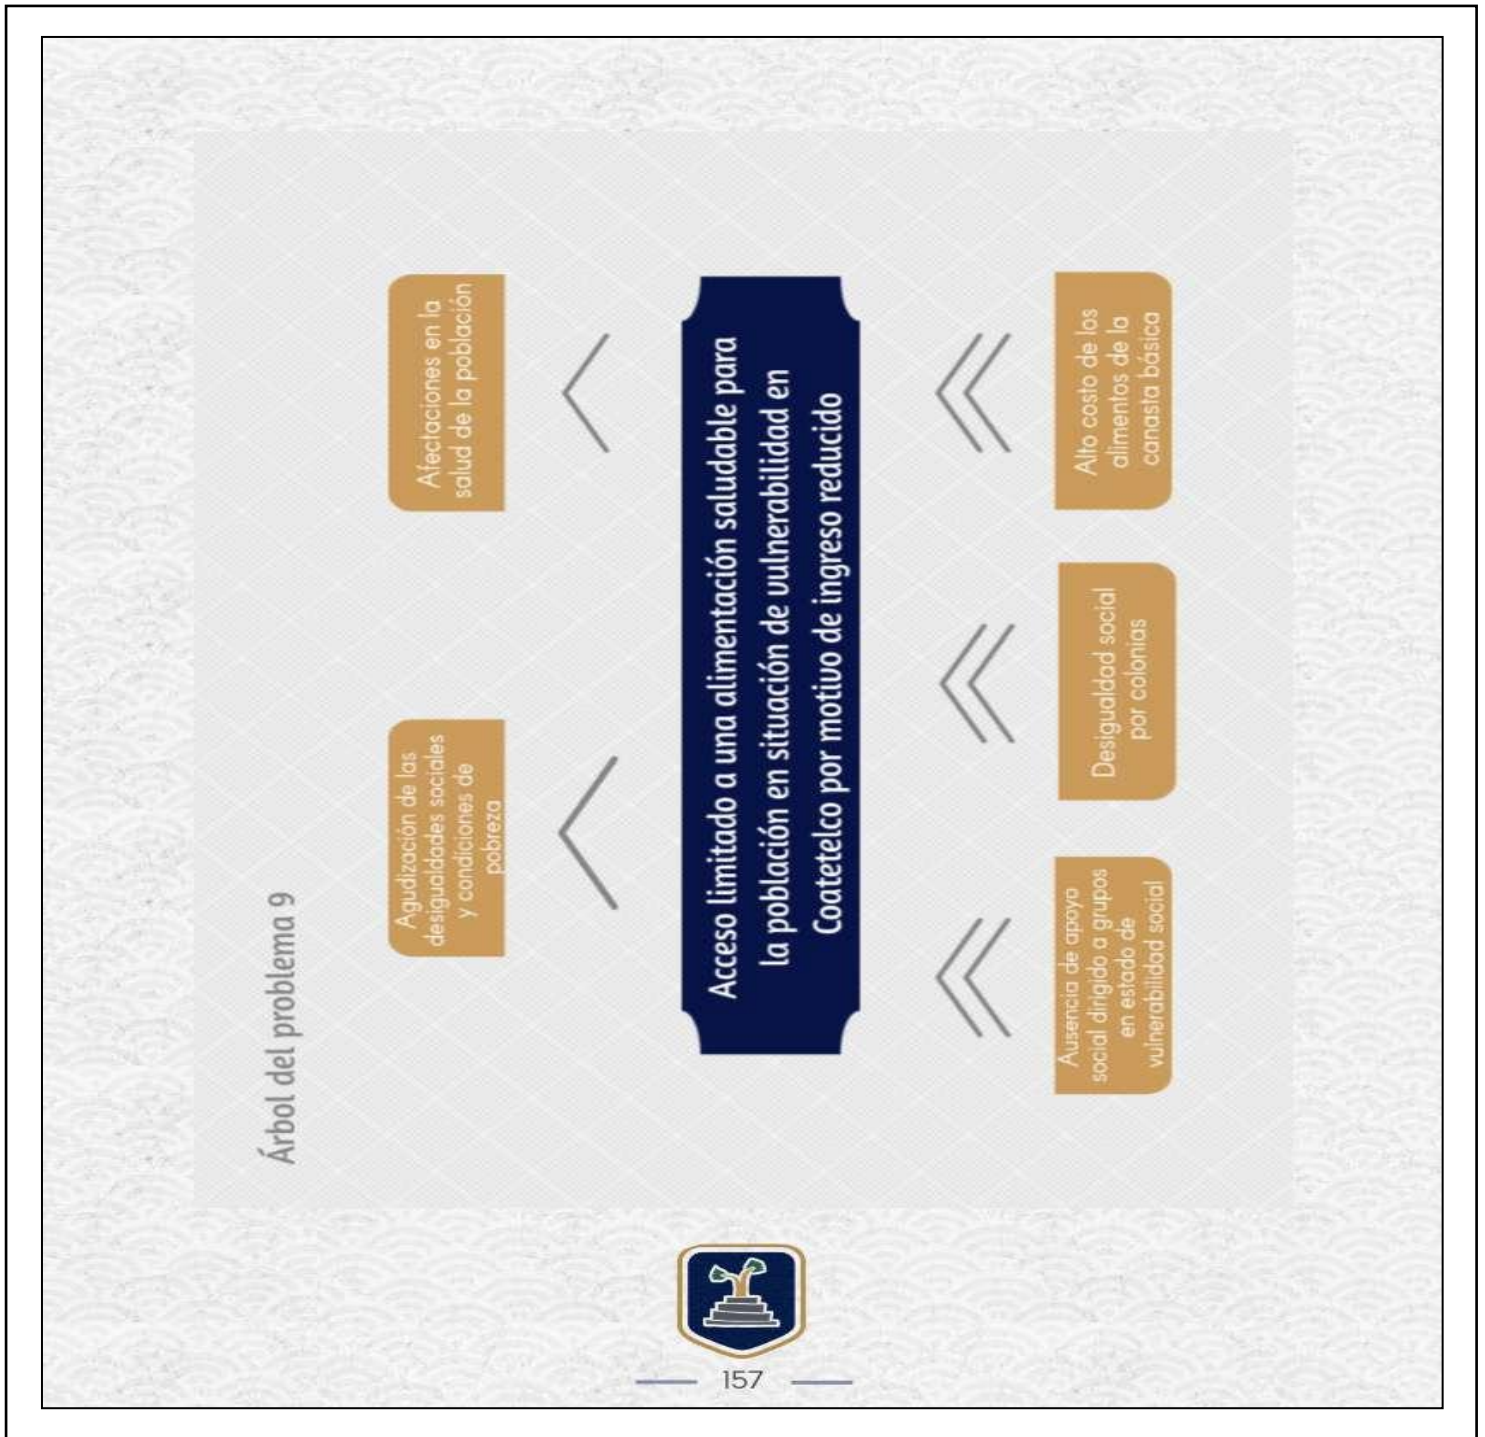 Árbol del problema 9
Agudización de las
desigualdades sociales
y condiciones de
pobreza
Afectaciones en la
salud de la población
Acceso limitado a una alimentación saludable para
la población en situación de vulnerabilidad en
Coatetelco por motivo de ingreso reducido
Ausencia de apoyo
social dirigido a grupos
en estado de
vulnerabilidad social
Desigualdad social
por colonias
Alto costo de los
alimentos de la
canasta básica
157